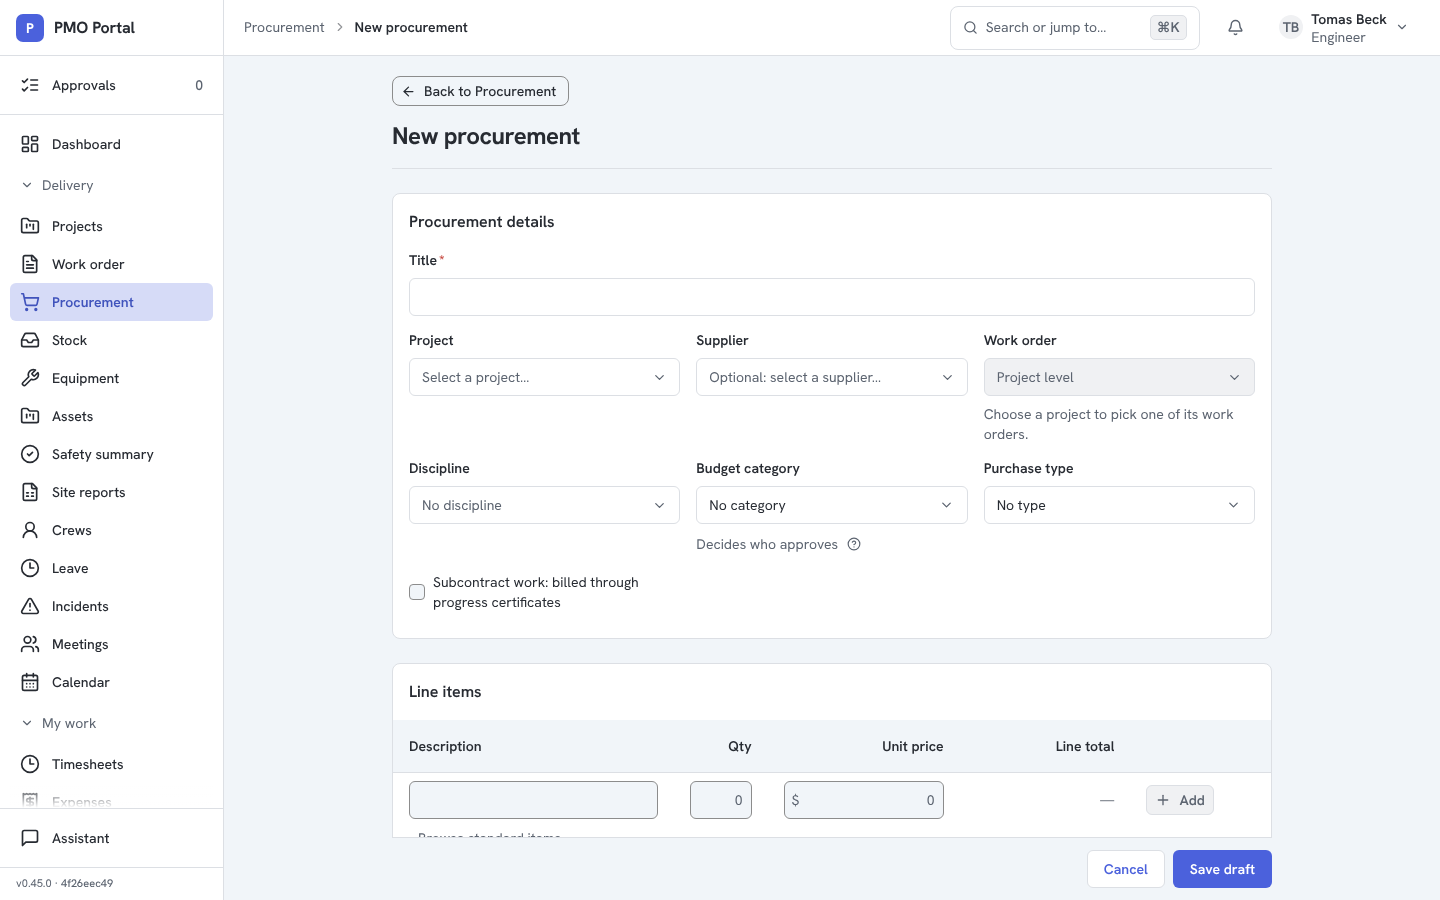 P PMO Portal
Procurement > New procurement
Search or jump to... ⌘K
TB Tomas Beck
Engineer
Approvals 0
Dashboard
Delivery
Projects
Work order
Procurement
Stock
Equipment
Assets
Safety summary
Site reports
Crews
Leave
Incidents
Meetings
Calendar
My work
Timesheets
Expenses
Assistant
v0.45.0 · 4f26eec49
Back to Procurement
New procurement
Procurement details
Title*
Project Supplier Work order
Select a project... Optional: select a supplier... Project level
Choose a project to pick one of its work
orders.
Discipline Budget category Purchase type
No discipline No category No type
Decides who approves
Subcontract work: billed through
progress certificates
Line items
Description Qty Unit price Line total
0 $ 0 — + Add
Browse standard items
Cancel Save draft